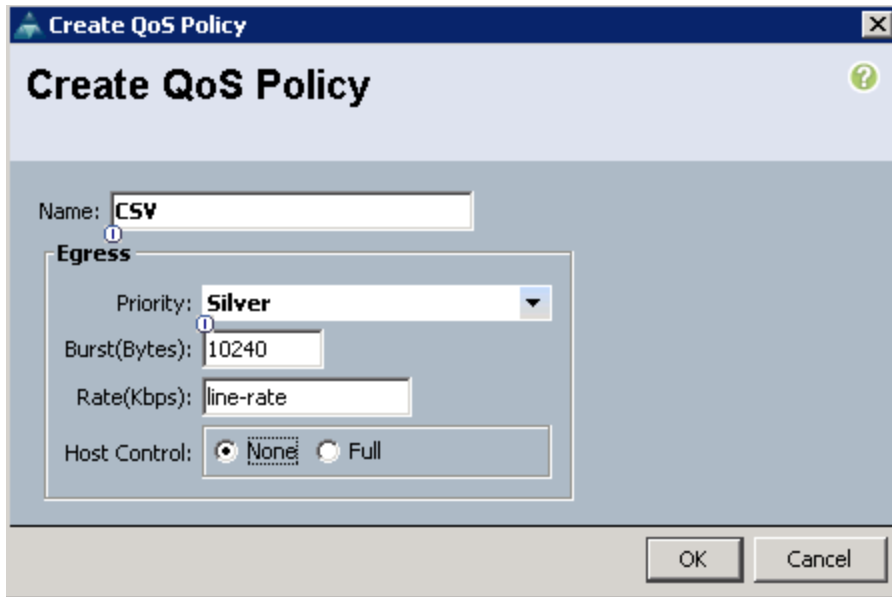 Create QoS Policy
Create QoS Policy
Name: CSV
Egress
Priority: Silver
Burst(Bytes): 10240
Rate(Kbps): line-rate
Host Control: None Full
OK Cancel